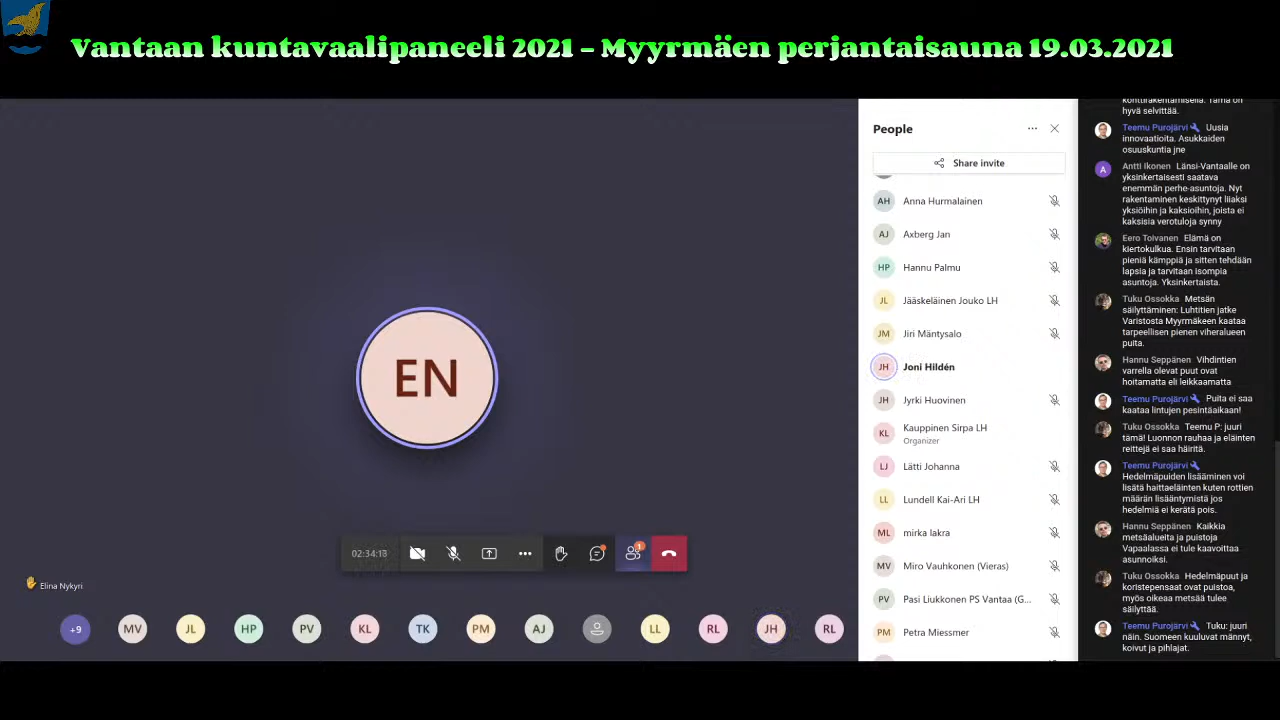 Vantaan kuntavaalipaneeli 2021 – Myyrmäen perjantaisauna 19.03.2021
EN
02:34:13
Elina Nykyri
+9
MV
JL
HP
PV
KL
TK
PM
AJ
LL
RL
JH
RL
People
Share invite
AH Anna Hurmalainen
AJ Axberg Jan
HP Hannu Palmu
JL Jääskeläinen Jouko LH
JM Jiri Mäntysalo
JH Joni Hildén
JH Jyrki Huovinen
KL Kauppinen Sirpa LH
Organizer
LJ Lätti Johanna
LL Lundell Kai-Ari LH
ML mirka lakra
MV Miro Vauhkonen (Vieras)
PV Pasi Liukkonen PS Vantaa (G...
PM Petra Miessmer
konttirakentamisella. Tämä on
hyvä selvittää.
Teemu Purojärvi Uusia
innovaatioita. Asukkaiden
osuuskuntia jne
A Antti Ikonen Länsi-Vantaalle on
yksinkertaisesti saatava
enemmän perhe-asuntoja. Nyt
rakentaminen keskittynyt liiaksi
yksiöihin ja kaksioihin, joista ei
kaksisia verotuloja synny
Eero Toivanen Elämä on
kiertokulkua. Ensin tarvitaan
pieniä kämppiä ja sitten tehdään
lapsia ja tarvitaan isompia
asuntoja. Yksinkertaista.
Tuku Ossokka Metsän
säilyttäminen: Luhtitien jatke
Varistosta Myyrmäkeen kaataa
tarpeellisen pienen viheralueen
puita.
Hannu Seppänen Vihdintien
varrella olevat puut ovat
hoitamatta eli leikkaamatta
Teemu Purojärvi Puita ei saa
kaataa lintujen pesintäaikaan!
Tuku Ossokka Teemu P: juuri
tämä! Luonnon rauhaa ja eläinten
reittejä ei saa häiritä.
Teemu Purojärvi
Hedelmäpuiden lisääminen voi
lisätä haittaeläinten kuten rottien
määrän lisääntymistä jos
hedelmiä ei kerätä pois.
Hannu Seppänen Kaikkia
metsäalueita ja puistoja
Vapaalassa ei tule kaavoittaa
asunnoiksi.
Tuku Ossokka Hedelmäpuut ja
koristepensaat ovat puistoa,
myös oikeaa metsää tulee
säilyttää.
Teemu Purojärvi Tuku: juuri
näin. Suomeen kuuluvat männyt,
koivut ja pihlajat.